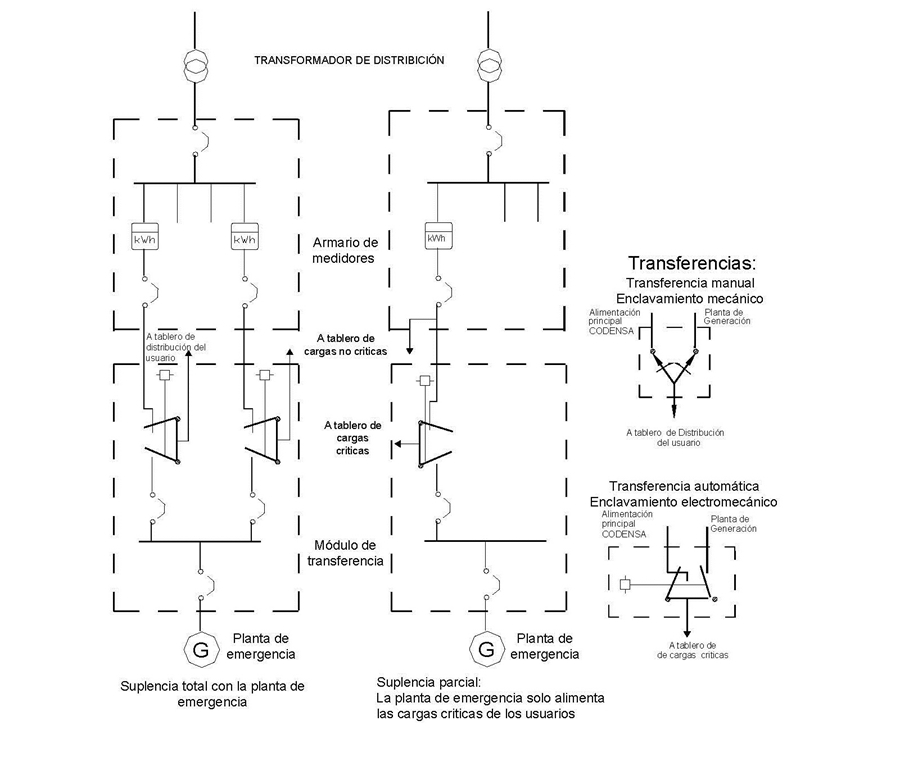 TRANSFORMADOR DE DISTRIBICIÓN
kWh
kWh
kWh
Armario de
medidores
A tablero de
distribución del
usuario
A tablero de
cargas no criticas
A tablero de
cargas
criticas
Módulo de
transferencia
G
Planta de
emergencia
G
Planta de
emergencia
Suplencia total con la planta de
emergencia
Suplencia parcial:
La planta de emergencia solo alimenta
las cargas criticas de los usuarios
Transferencias:
Transferencia manual
Enclavamiento mecánico
Alimentación
principal
CODENSA
Planta de
Generación
A tablero de Distribución
del usuario
Transferencia automática
Enclavamiento electromecánico
Alimentación
principal
CODENSA
Planta de
Generación
A tablero de
de cargas criticas